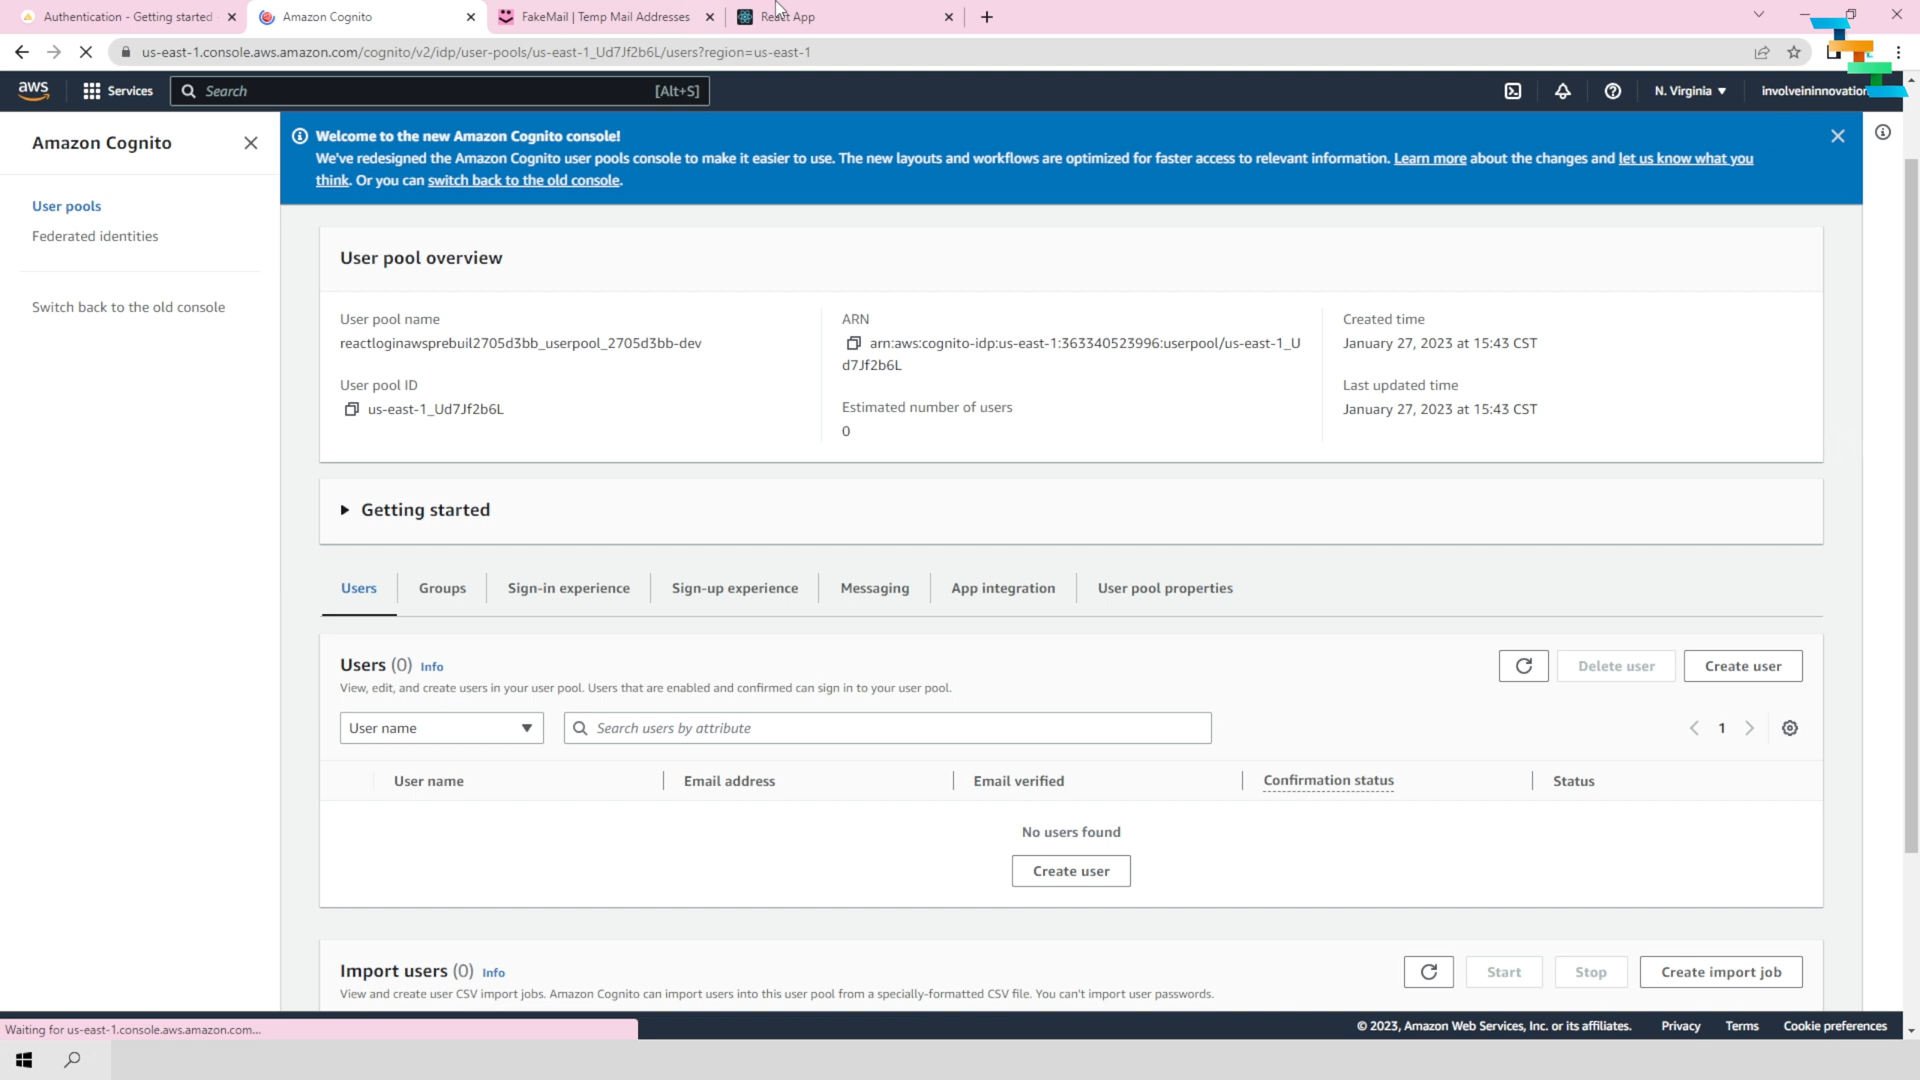 Authentication - Getting started
Amazon Cognito
FakeMail | Temp Mail Addresses
React App
us-east-1.console.aws.amazon.com/cognito/v2/idp/user-pools/us-east-1_Ud7Jf2b6L/users?region=us-east-1
aws
Services
Search
[Alt+S]
N. Virginia
involveininnovation
Amazon Cognito
User pools
Federated identities
Switch back to the old console
Welcome to the new Amazon Cognito console!
We've redesigned the Amazon Cognito user pools console to make it easier to use. The new layouts and workflows are optimized for faster access to relevant information. Learn more about the changes and let us know what you
think. Or you can switch back to the old console.
User pool overview
User pool name
reactloginawsprebuil2705d3bb_userpool_2705d3bb-dev
User pool ID
us-east-1_Ud7Jf2b6L
ARN
arn:aws:cognito-idp:us-east-1:363340523996:userpool/us-east-1_U
d7Jf2b6L
Estimated number of users
0
Created time
January 27, 2023 at 15:43 CST
Last updated time
January 27, 2023 at 15:43 CST
Getting started
Users
Groups
Sign-in experience
Sign-up experience
Messaging
App integration
User pool properties
Users (0) Info
View, edit, and create users in your user pool. Users that are enabled and confirmed can sign in to your user pool.
Delete user
Create user
User name
Search users by attribute
1
User name
Email address
Email verified
Confirmation status
Status
No users found
Create user
Import users (0) Info
View and create user CSV import jobs. Amazon Cognito can import users into this user pool from a specially-formatted CSV file. You can't import user passwords.
Start
Stop
Create import job
Waiting for us-east-1.console.aws.amazon.com...
© 2023, Amazon Web Services, Inc. or its affiliates.
Privacy
Terms
Cookie preferences